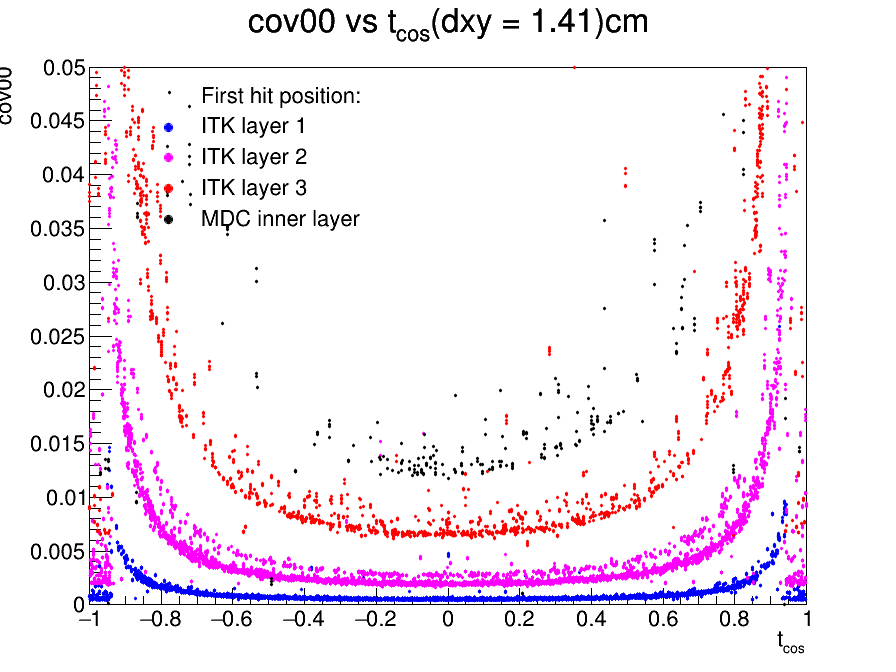 cov00 vs t_cos(dxy = 1.41)cm
cov00
0.05
0.045
0.04
0.035
0.03
0.025
0.02
0.015
0.01
0.005
0
First hit position:
ITK layer 1
ITK layer 2
ITK layer 3
MDC inner layer
−1 −0.8 −0.6 −0.4 −0.2 0 0.2 0.4 0.6 0.8 1
t_cos